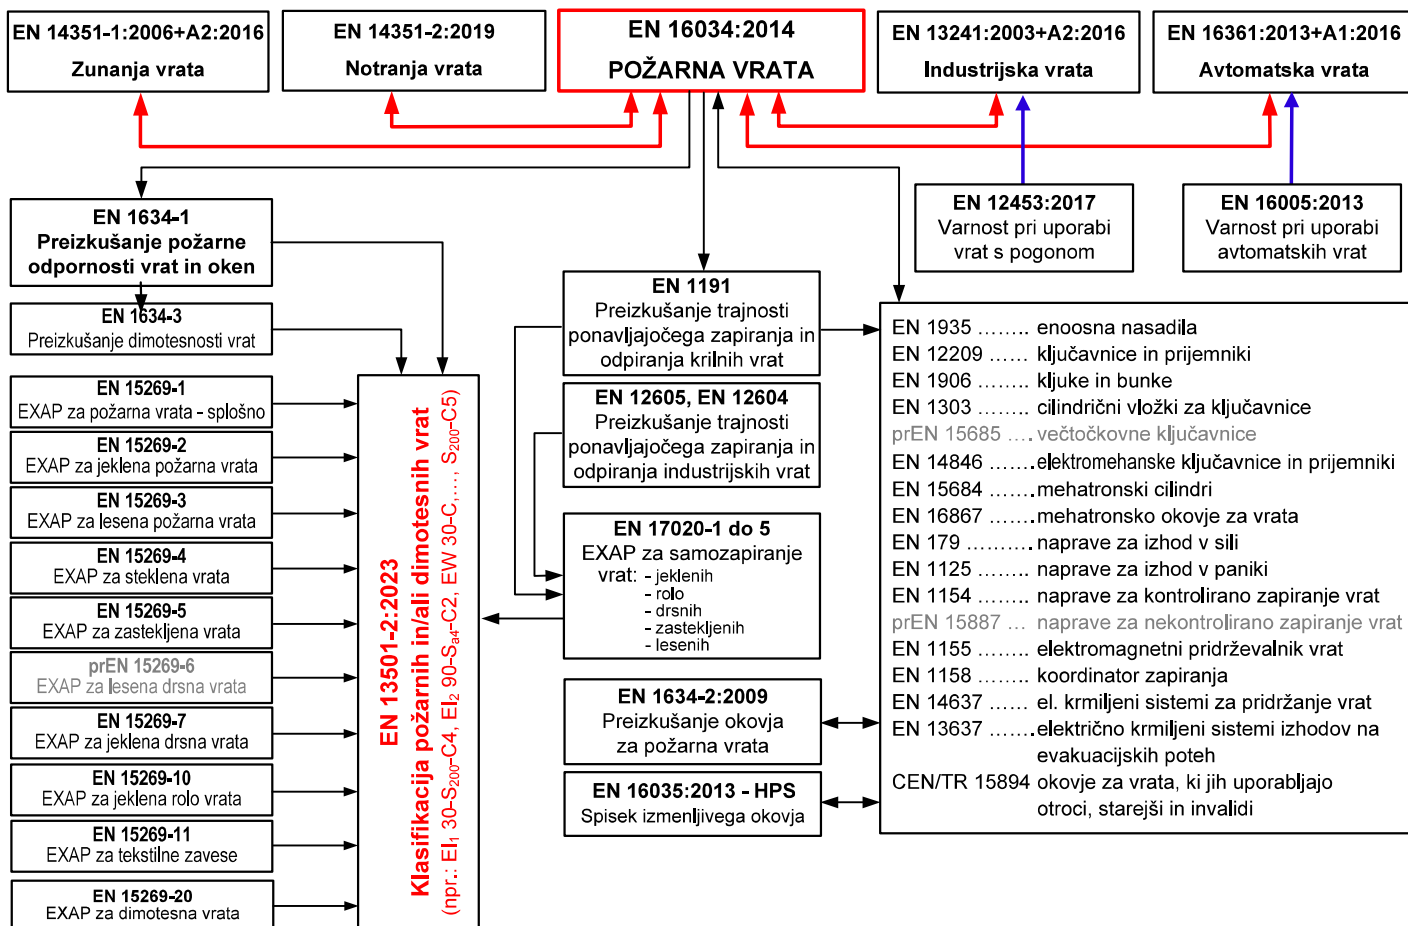 EN 14351-1:2006+A2:2016
Zunanja vrata
EN 14351-2:2019
Notranja vrata
EN 16034:2014
POŽARNA VRATA
EN 13241:2003+A2:2016
Industrijska vrata
EN 16361:2013+A1:2016
Avtomatska vrata
EN 12453:2017
Varnost pri uporabi
vrat s pogonom
EN 16005:2013
Varnost pri uporabi
avtomatskih vrat
EN 1634-1
Preizkušanje požarne
odpornosti vrat in oken
EN 1634-3
Preizkušanje dimotesnosti vrat
EN 15269-1
EXAP za požarna vrata - splošno
EN 15269-2
EXAP za jeklena požarna vrata
EN 15269-3
EXAP za lesena požarna vrata
EN 15269-4
EXAP za steklena vrata
EN 15269-5
EXAP za zastekljena vrata
prEN 15269-6
EXAP za lesena drsna vrata
EN 15269-7
EXAP za jeklena drsna vrata
EN 15269-10
EXAP za jeklena rolo vrata
EN 15269-11
EXAP za tekstilne zavese
EN 15269-20
EXAP za dimotesna vrata
EN 13501-2:2023
Klasifikacija požarnih in/ali dimotesnih vrat
(npr.: EI1 30-S200-C4, EI2 90-Sa4-C2, EW 30-C,..., S200-C5)
EN 1191
Preizkušanje trajnosti
ponavljajočega zapiranja in
odpiranja krilnih vrat
EN 12605, EN 12604
Preizkušanje trajnosti
ponavljajočega zapiranja in
odpiranja industrijskih vrat
EN 17020-1 do 5
EXAP za samozapiranje
vrat: - jeklenih
- rolo
- drsnih
- zastekljenih
- lesenih
EN 1634-2:2009
Preizkušanje okovja
za požarna vrata
EN 16035:2013 - HPS
Spisek izmenljivega okovja
EN 1935 ........ enoosna nasadila
EN 12209 ...... ključavnice in prijemniki
EN 1906 ........ kljuke in bunke
EN 1303 ........ cilindrični vložki za ključavnice
prEN 15685 .... večtočkovne ključavnice
EN 14846 ....... elektromehanske ključavnice in prijemniki
EN 15684 ....... mehatronski cilindri
EN 16867 ....... mehatronsko okovje za vrata
EN 179 .......... naprave za izhod v sili
EN 1125 ........ naprave za izhod v paniki
EN 1154 ........ naprave za kontrolirano zapiranje vrat
prEN 15887 ... naprave za nekontrolirano zapiranje vrat
EN 1155 ........ elektromagnetni pridrževalnik vrat
EN 1158 ........ koordinator zapiranja
EN 14637 ...... el. krmiljeni sistemi za pridržanje vrat
EN 13637 ...... električno krmiljeni sistemi izhodov na
evakuacijskih poteh
CEN/TR 15894 okovje za vrata, ki jih uporabljajo
otroci, starejši in invalidi